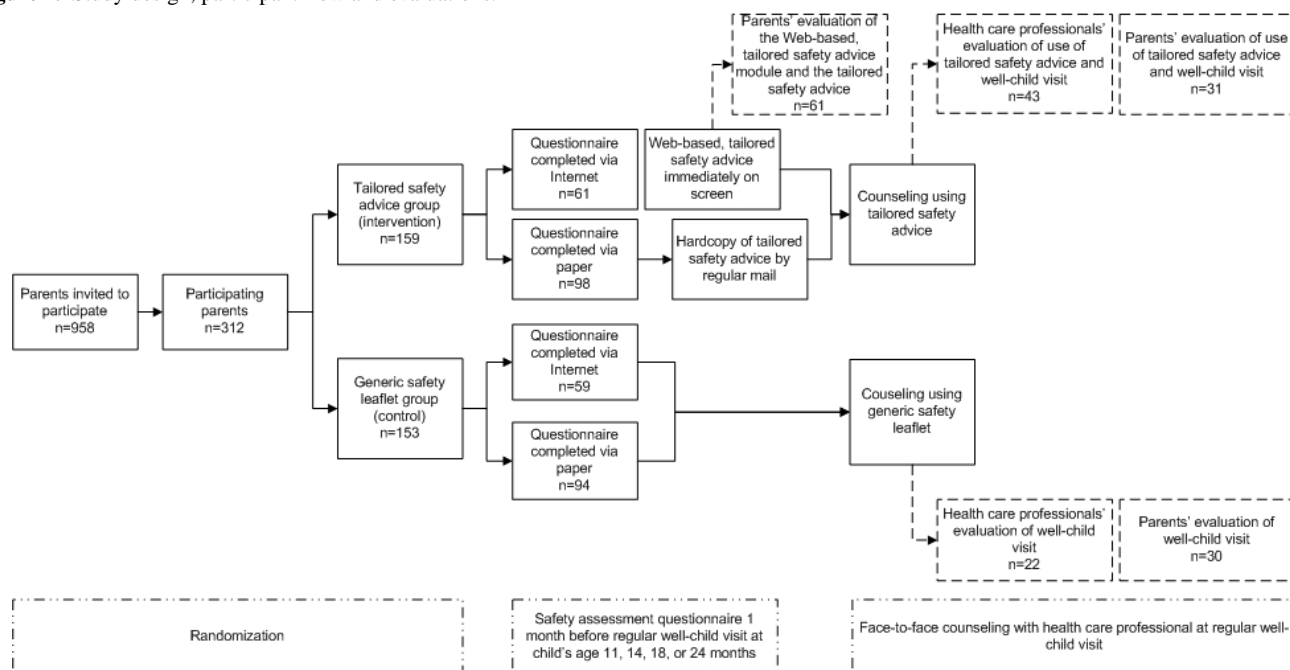 Study design, participant flow and evaluations.
Parents' evaluation of
the Web-based,
tailored safety advice
module and the tailored
safety advice
n=61
Health care professionals'
evaluation of use of
tailored safety advice and
well-child visit
n=43
Parents' evaluation of use
of tailored safety advice
and well-child visit
n=31
Questionnaire
completed via
Internet
n=61
Web-based, tailored
safety advice
immediately on
screen
Tailored safety
advice group
(intervention)
n=159
Counseling using
tailored safety
advice
Questionnaire
completed via
paper
n=98
Hardcopy of tailored
safety advice by
regular mail
Parents invited to
participate
n=958
Participating
parents
n=312
Questionnaire
completed via
Internet
n=59
Generic safety
leaflet group
(control)
n=153
Couseling using
generic safety
leaflet
Questionnaire
completed via
paper
n=94
Health care professionals'
evaluation of well-child
visit
n=22
Parents' evaluation of
well-child visit
n=30
Randomization
Safety assessment questionnaire 1
month before regular well-child visit at
child's age 11, 14, 18, or 24 months
Face-to-face counseling with health care professional at regular well-
child visit